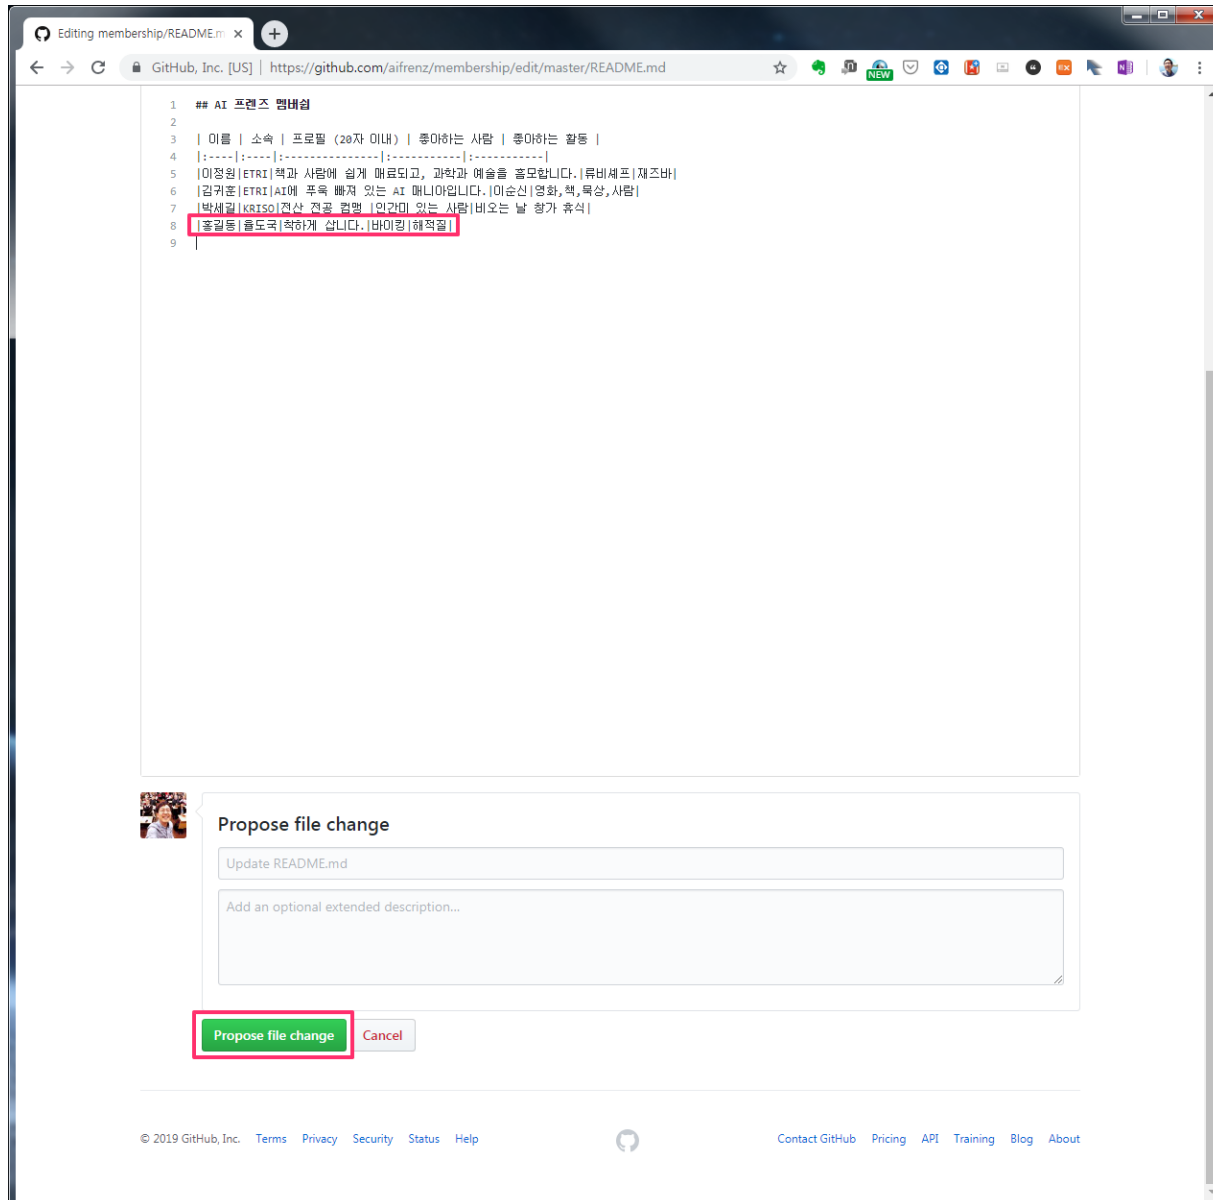 Editing membership/README.m
GitHub, Inc. [US] | https://github.com/aifrenz/membership/edit/master/README.md
NEW
EX
N
1 ## AI 프렌즈 멤버쉽
2
3 | 이름 | 소속 | 프로필 (20자 이내) | 좋아하는 사람 | 좋아하는 활동 |
4 |:----|:----|:---------------|:-----------|:-----------|
5 |이정원|ETRI|책과 사람에 쉽게 매료되고, 과학과 예술을 흠모합니다.|류비셰프|재즈바|
6 |김귀훈|ETRI|AI에 푸욱 빠져 있는 AI 매니아입니다.|이순신|영화,책,묵상,사람|
7 |박세길|KRISO|전산 전공 컴맹 |인간미 있는 사람|비오는 날 창가 휴식|
8 |홍길동|율도국|착하게 삽니다.|바이킹|해적질|
9
Propose file change
Update README.md
Add an optional extended description...
Propose file change Cancel
© 2019 GitHub, Inc. Terms Privacy Security Status Help Contact GitHub Pricing API Training Blog About